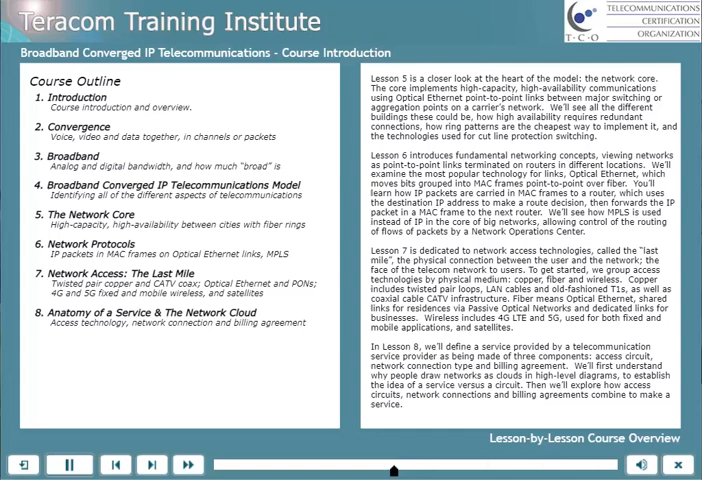 Teracom Training Institute
TELECOMMUNICATIONS
CERTIFICATION
ORGANIZATION
T·C·O
Broadband Converged IP Telecommunications - Course Introduction
Course Outline
1. Introduction
Course introduction and overview.
2. Convergence
Voice, video and data together, in channels or packets
3. Broadband
Analog and digital bandwidth, and how much "broad" is
4. Broadband Converged IP Telecommunications Model
Identifying all of the different aspects of telecommunications
5. The Network Core
High-capacity, high-availability between cities with fiber rings
6. Network Protocols
IP packets in MAC frames on Optical Ethernet links, MPLS
7. Network Access: The Last Mile
Twisted pair copper and CATV coax; Optical Ethernet and PONs;
4G and 5G fixed and mobile wireless, and satellites
8. Anatomy of a Service & The Network Cloud
Access technology, network connection and billing agreement
Lesson 5 is a closer look at the heart of the model: the network core.
The core implements high-capacity, high-availability communications
using Optical Ethernet point-to-point links between major switching or
aggregation points on a carrier's network. We'll see all the different
buildings these could be, how high availability requires redundant
connections, how ring patterns are the cheapest way to implement it, and
the technologies used for cut line protection switching.
Lesson 6 introduces fundamental networking concepts, viewing networks
as point-to-point links terminated on routers in different locations. We'll
examine the most popular technology for links, Optical Ethernet, which
moves bits grouped into MAC frames point-to-point over fiber. You'll
learn how IP packets are carried in MAC frames to a router, which uses
the destination IP address to make a route decision, then forwards the IP
packet in a MAC frame to the next router. We'll see how MPLS is used
instead of IP in the core of big networks, allowing control of the routing
of flows of packets by a Network Operations Center.
Lesson 7 is dedicated to network access technologies, called the "last
mile", the physical connection between the user and the network; the
face of the telecom network to users. To get started, we group access
technologies by physical medium: copper, fiber and wireless. Copper
includes twisted pair loops, LAN cables and old-fashioned T1s, as well as
coaxial cable CATV infrastructure. Fiber means Optical Ethernet, shared
links for residences via Passive Optical Networks and dedicated links for
businesses. Wireless includes 4G LTE and 5G, used for both fixed and
mobile applications, and satellites.
In Lesson 8, we'll define a service provided by a telecommunication
service provider as being made of three components: access circuit,
network connection type and billing agreement. We'll first understand
why people draw networks as clouds in high-level diagrams, to establish
the idea of a service versus a circuit. Then we'll explore how access
circuits, network connections and billing agreements combine to make a
service.
Lesson-by-Lesson Course Overview